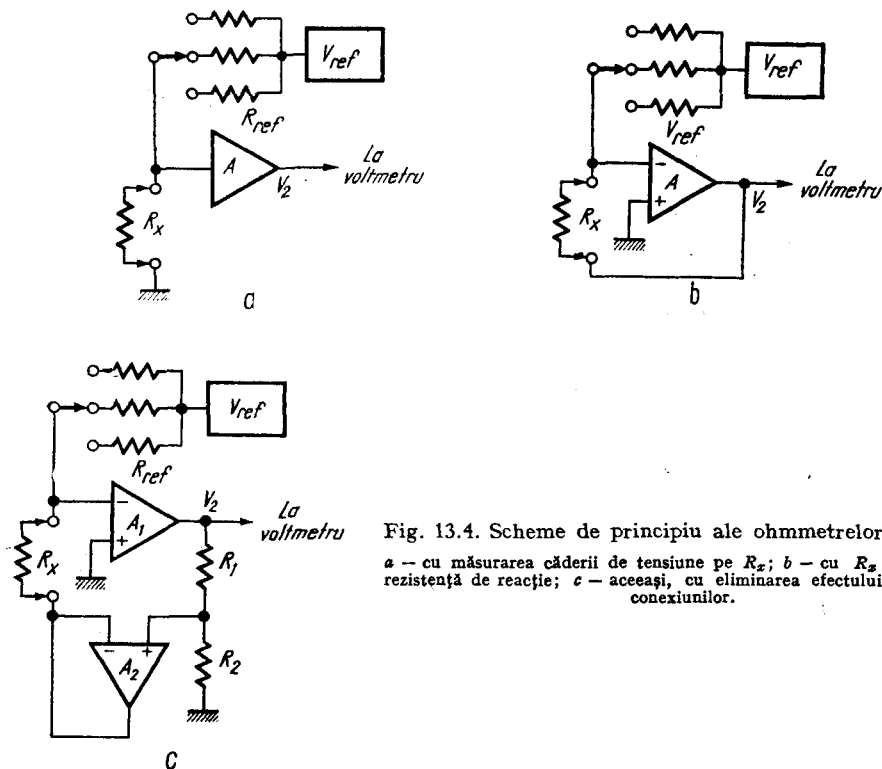 V_ref
R_ref
A
V_2
La
voltmetru
R_x
a
V_ref
V_ref
A
V_2
La
voltmetru
R_x
b
V_ref
R_ref
A_1
V_2
La
voltmetru
R_x
R_1
A_2
R_2
c
Fig. 13.4. Scheme de principiu ale ohmmetrelor
a — cu măsurarea căderii de tensiune pe R_x; b — cu R_x
rezistență de reacție; c — aceeași, cu eliminarea efectului
conexiunilor.